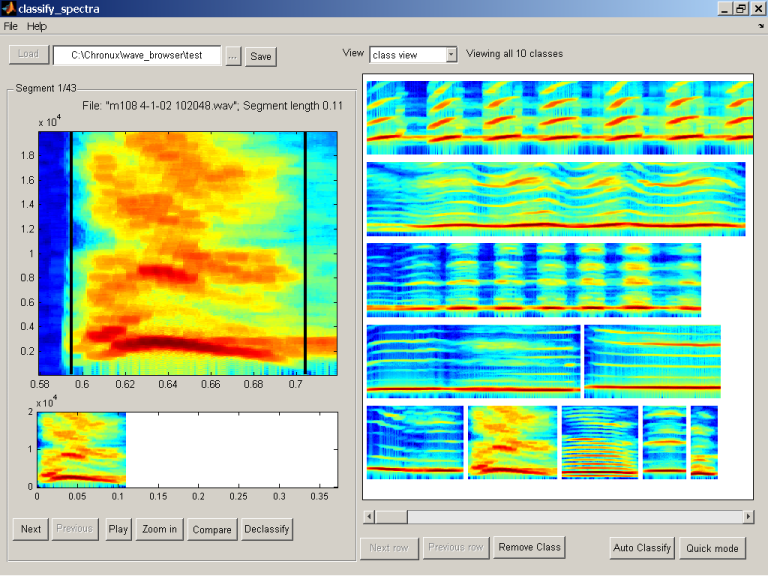 classify_spectra
File Help
Load C:\Chronux\wave_browser\test ... Save View class view Viewing all 10 classes
Segment 1/43
File: "m108 4-1-02 102048.wav"; Segment length 0.11
x 10^4
1.8
1.6
1.4
1.2
1
0.8
0.6
0.4
0.2
0.58 0.6 0.62 0.64 0.66 0.68 0.7
x 10^4
2
1
0
0 0.05 0.1 0.15 0.2 0.25 0.3 0.35
Next Previous Play Zoom in Compare Declassify
Next row Previous row Remove Class Auto Classify Quick mode